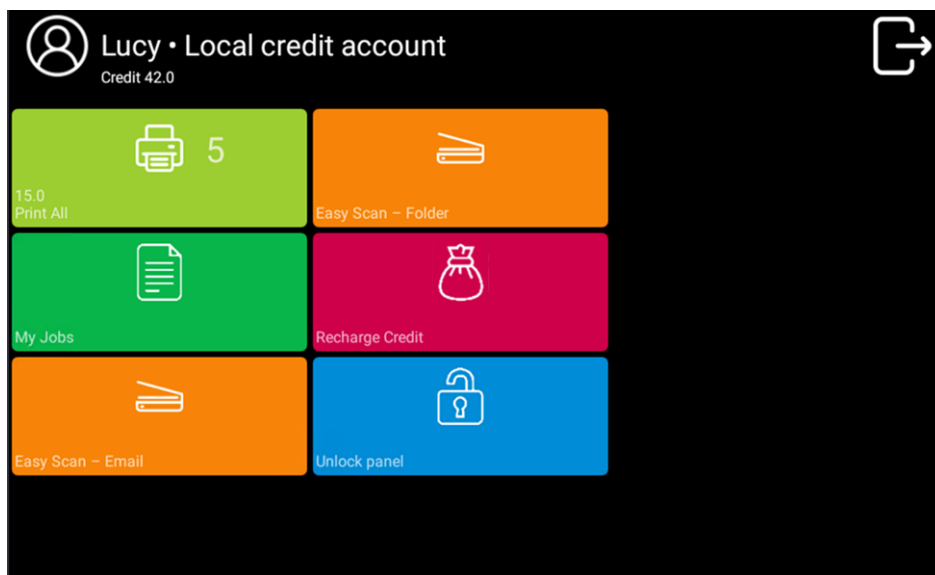 Lucy • Local credit account
Credit 42.0
5
15.0
Print All
Easy Scan – Folder
My Jobs
Recharge Credit
Easy Scan – Email
Unlock panel